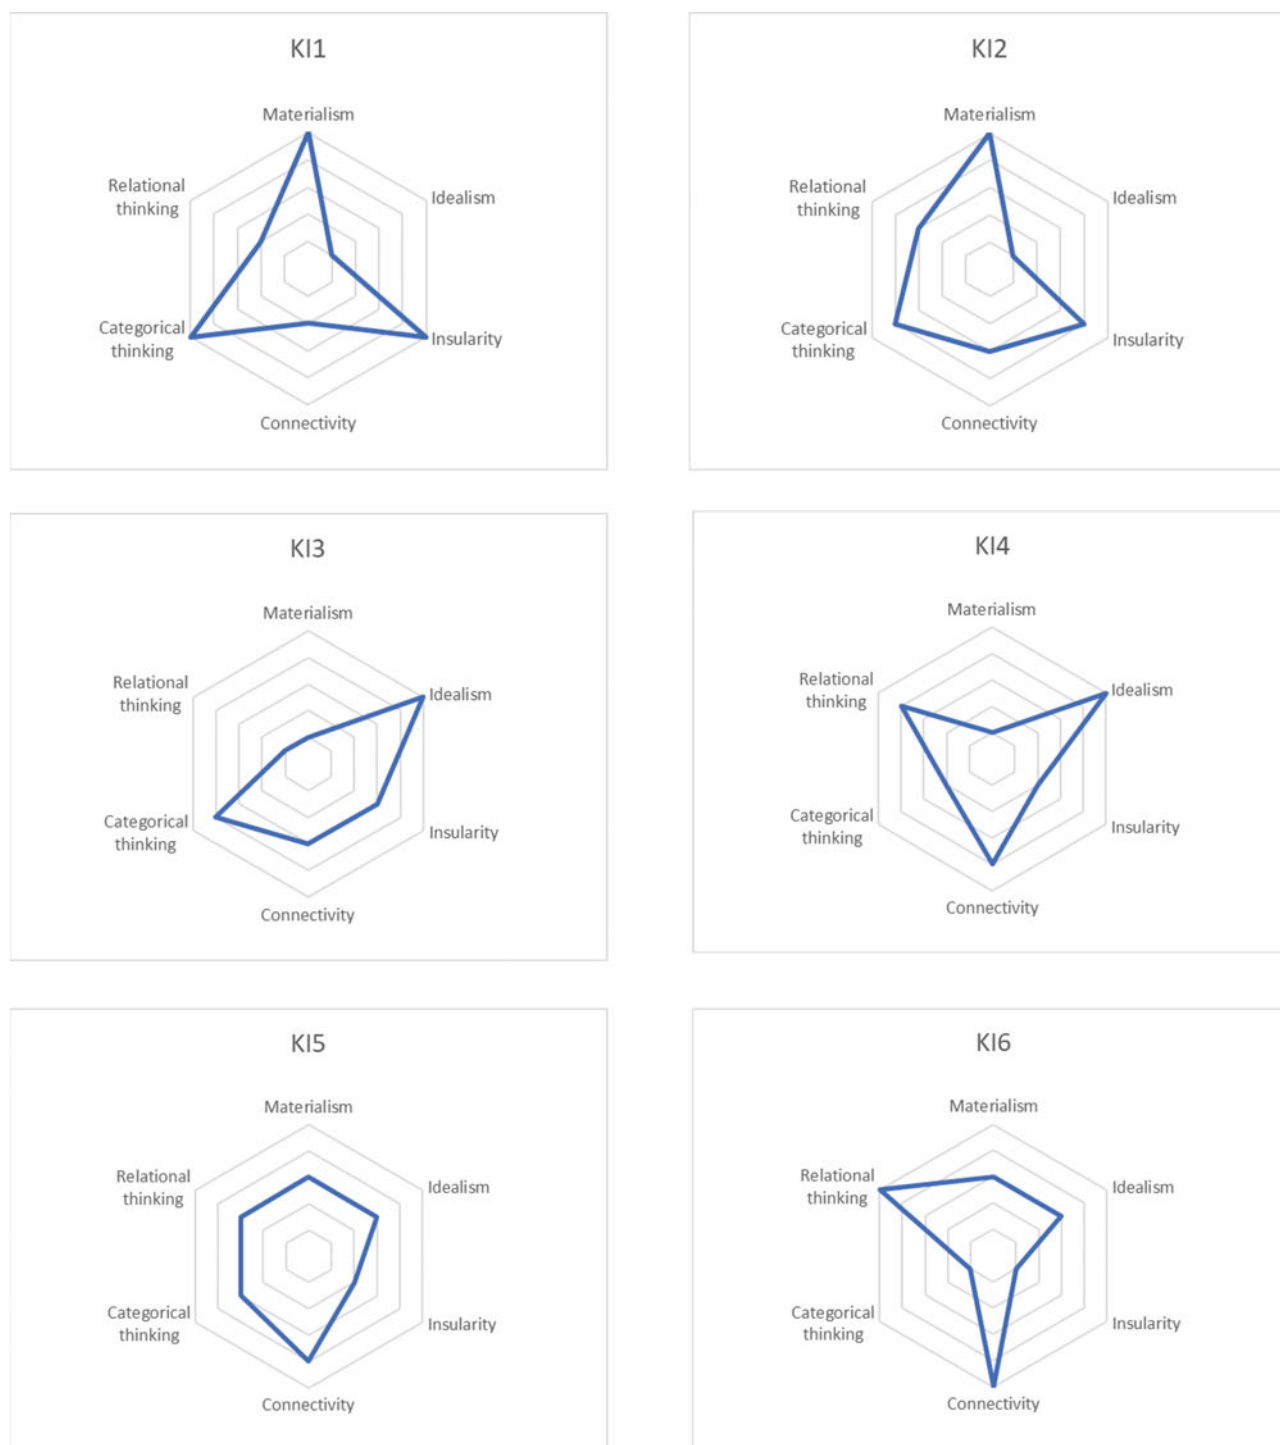 KI1
Materialism
Relational
thinking
Idealism
Categorical
thinking
Insularity
Connectivity
KI2
Materialism
Relational
thinking
Idealism
Categorical
thinking
Insularity
Connectivity
KI3
Materialism
Relational
thinking
Idealism
Categorical
thinking
Insularity
Connectivity
KI4
Materialism
Relational
thinking
Idealism
Categorical
thinking
Insularity
Connectivity
KI5
Materialism
Relational
thinking
Idealism
Categorical
thinking
Insularity
Connectivity
KI6
Materialism
Relational
thinking
Idealism
Categorical
thinking
Insularity
Connectivity